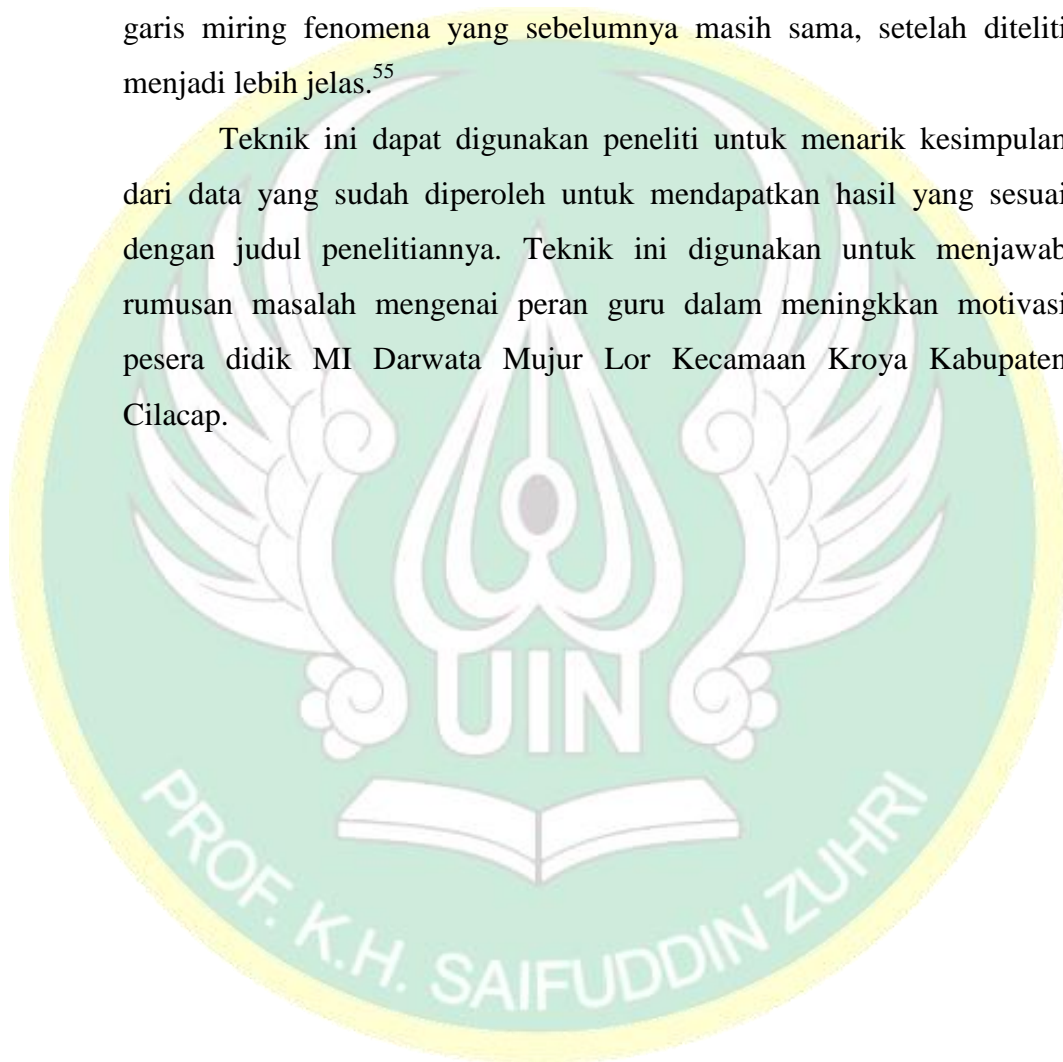 garis miring fenomena yang sebelumnya masih sama, setelah diteliti
menjadi lebih jelas.55
Teknik ini dapat digunakan peneliti untuk menarik kesimpulan
dari data yang sudah diperoleh untuk mendapatkan hasil yang sesuai
dengan judul penelitiannya. Teknik ini digunakan untuk menjawab
rumusan masalah mengenai peran guru dalam meningkkan motivasi
pesera didik MI Darwata Mujur Lor Kecamaan Kroya Kabupaten
Cilacap.
UIN
PROF. K.H. SAIFUDDIN ZUHRI